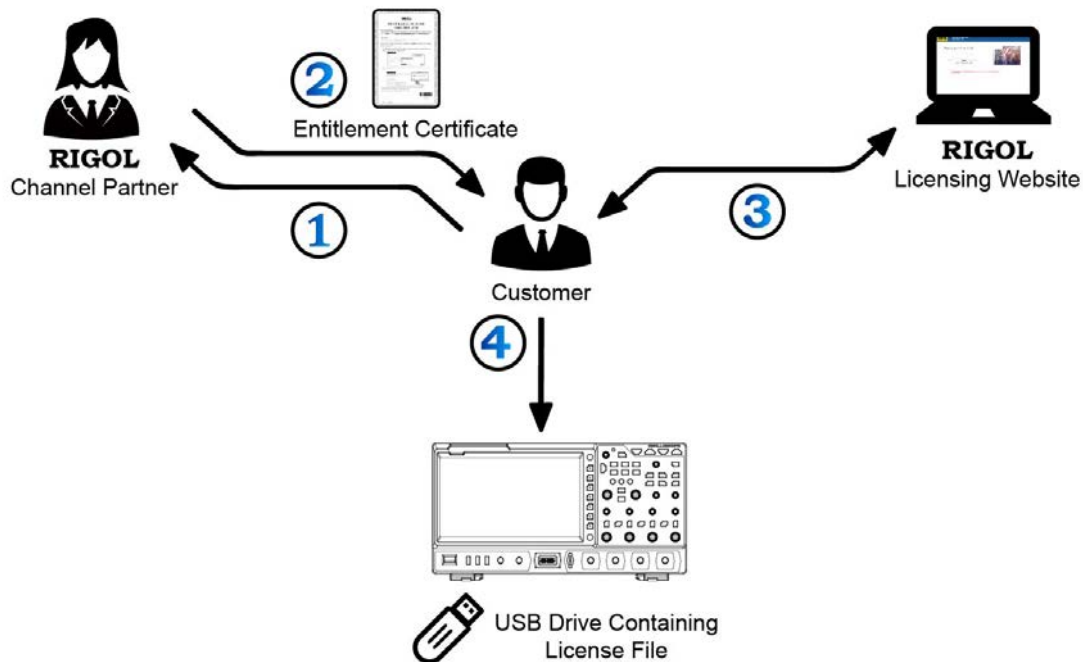 2
Entitlement Certificate
RIGOL
Channel Partner
1
RIGOL
Licensing Website
3
Customer
4
USB Drive Containing
License File